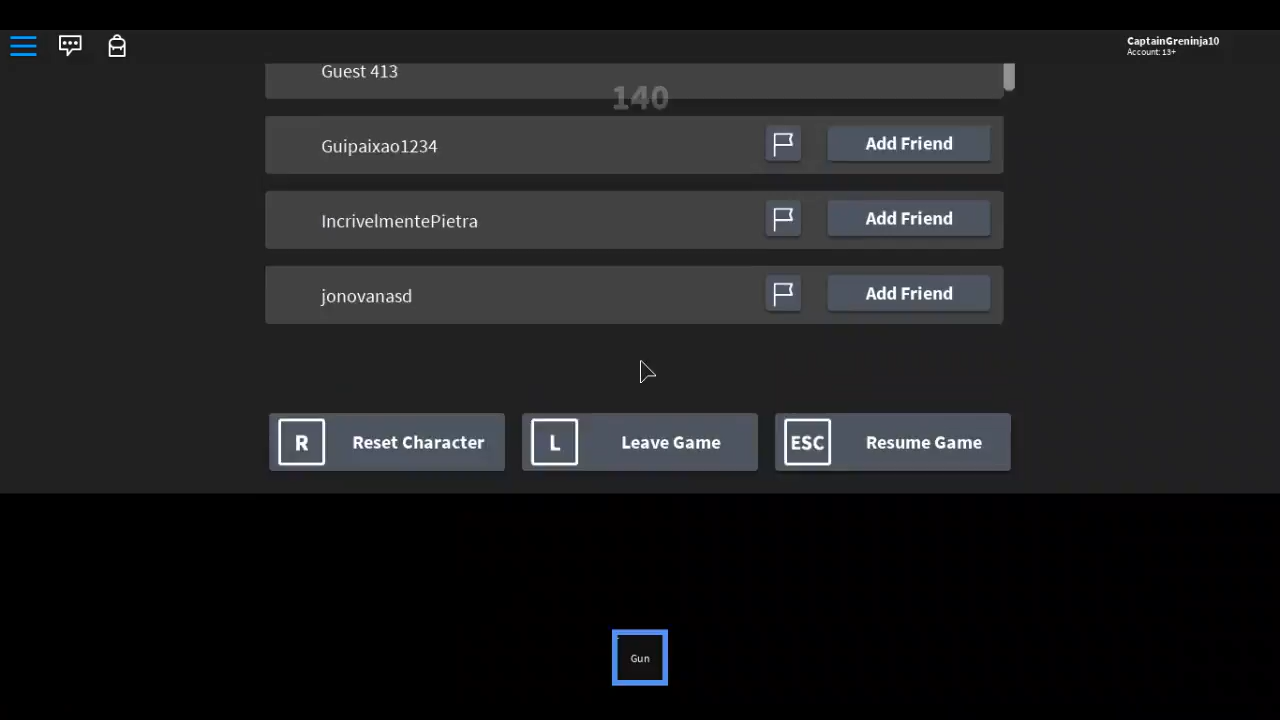 CaptainGreninja10
Account: 13+
Guest 413
140
Guipaixao1234
Add Friend
IncrivelmentePietra
Add Friend
jonovanasd
Add Friend
R Reset Character
L Leave Game
ESC Resume Game
Gun